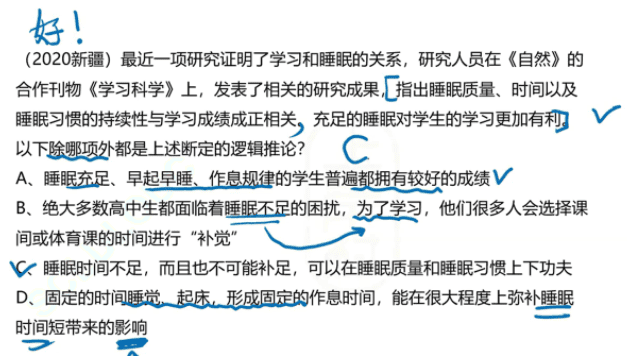 好！
（2020新疆）最近一项研究证明了学习和睡眠的关系，研究人员在《自然》的
合作刊物《学习科学》上，发表了相关的研究成果，指出睡眠质量、时间以及
睡眠习惯的持续性与学习成绩成正相关，充足的睡眠对学生的学习更加有利。
以下除哪项外都是上述断定的逻辑推论？ C
A、睡眠充足、早起早睡、作息规律的学生普遍都拥有较好的成绩
B、绝大多数高中生都面临着睡眠不足的困扰，为了学习，他们很多人会选择课
间或体育课的时间进行“补觉”
C、睡眠时间不足，而且也不可能补足，可以在睡眠质量和睡眠习惯上下功夫
D、固定的时间睡觉、起床，形成固定的作息时间，能在很大程度上弥补睡眠
时间短带来的影响